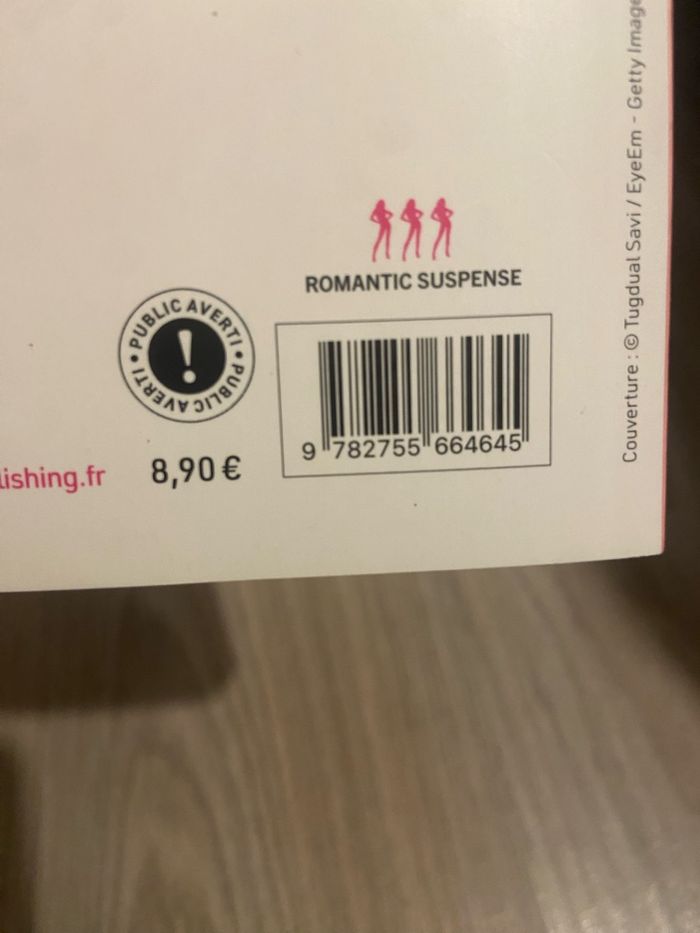 ROMANTIC SUSPENSE
• PUBLIC AVERTI • PUBLIC AVERTI
!
9 782755 664645
lishing.fr
8,90 €
Couverture : © Tugdual Savi / EyeEm - Getty Image